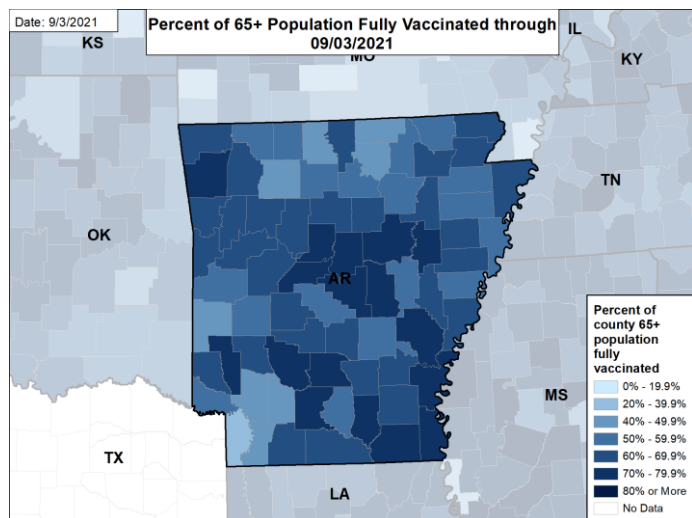 Date: 9/3/2021
Percent of 65+ Population Fully Vaccinated through
09/03/2021
IL
KS
MO
KY
TN
OK
AR
MS
TX
LA
Percent of
county 65+
population
fully
vaccinated
0% - 19.9%
20% - 39.9%
40% - 49.9%
50% - 59.9%
60% - 69.9%
70% - 79.9%
80% or More
No Data